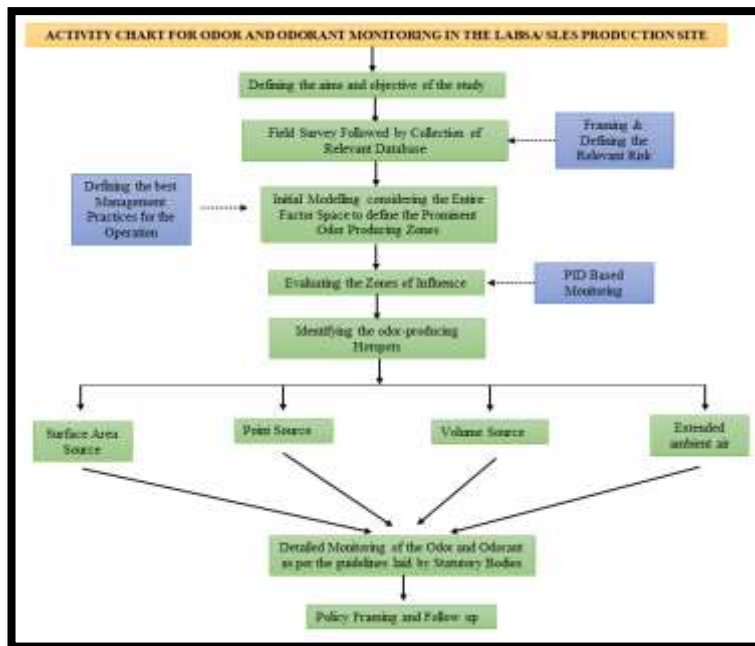 ACTIVITY CHART FOR ODOR AND ODORANT MONITORING IN THE LABSA/ SLES PRODUCTION SITE
Defining the aims and objective of the study
Field Survey Followed by Collection of
Relevant Database
Framing &
Defining the
Relevant Risk
Defining the best
Management
Practices for the
Operation
Initial Modelling considering the Entire
Factor Space to define the Prominent
Odor Producing Zones
Evaluating the Zones of Influence
PID Based
Monitoring
Identifying the odor-producing
Hotspots
Surface Area
Source
Point Source
Volume Source
Extended
ambient air
Detailed Monitoring of the Odor and Odorant
as per the guidelines laid by Statutory Bodies
Policy Framing and Follow up